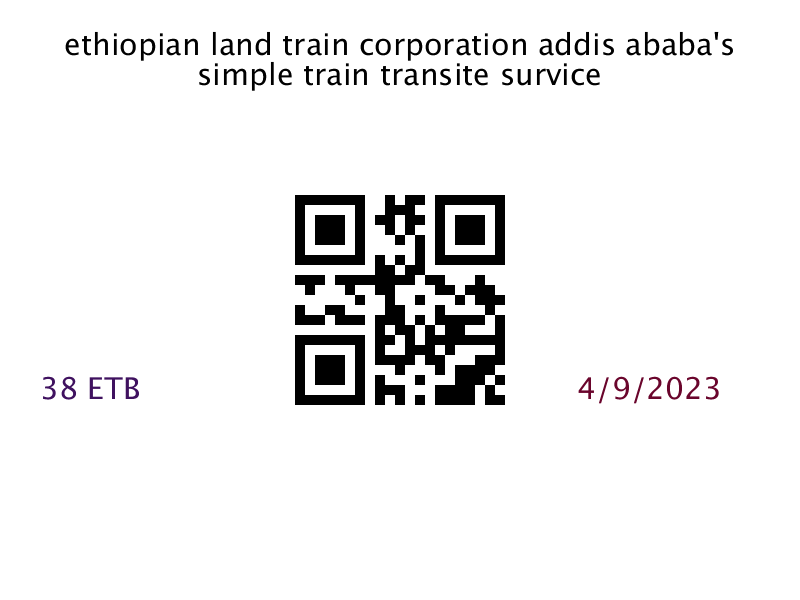 ethiopian land train corporation addis ababa's
simple train transite survice
38 ETB
4/9/2023